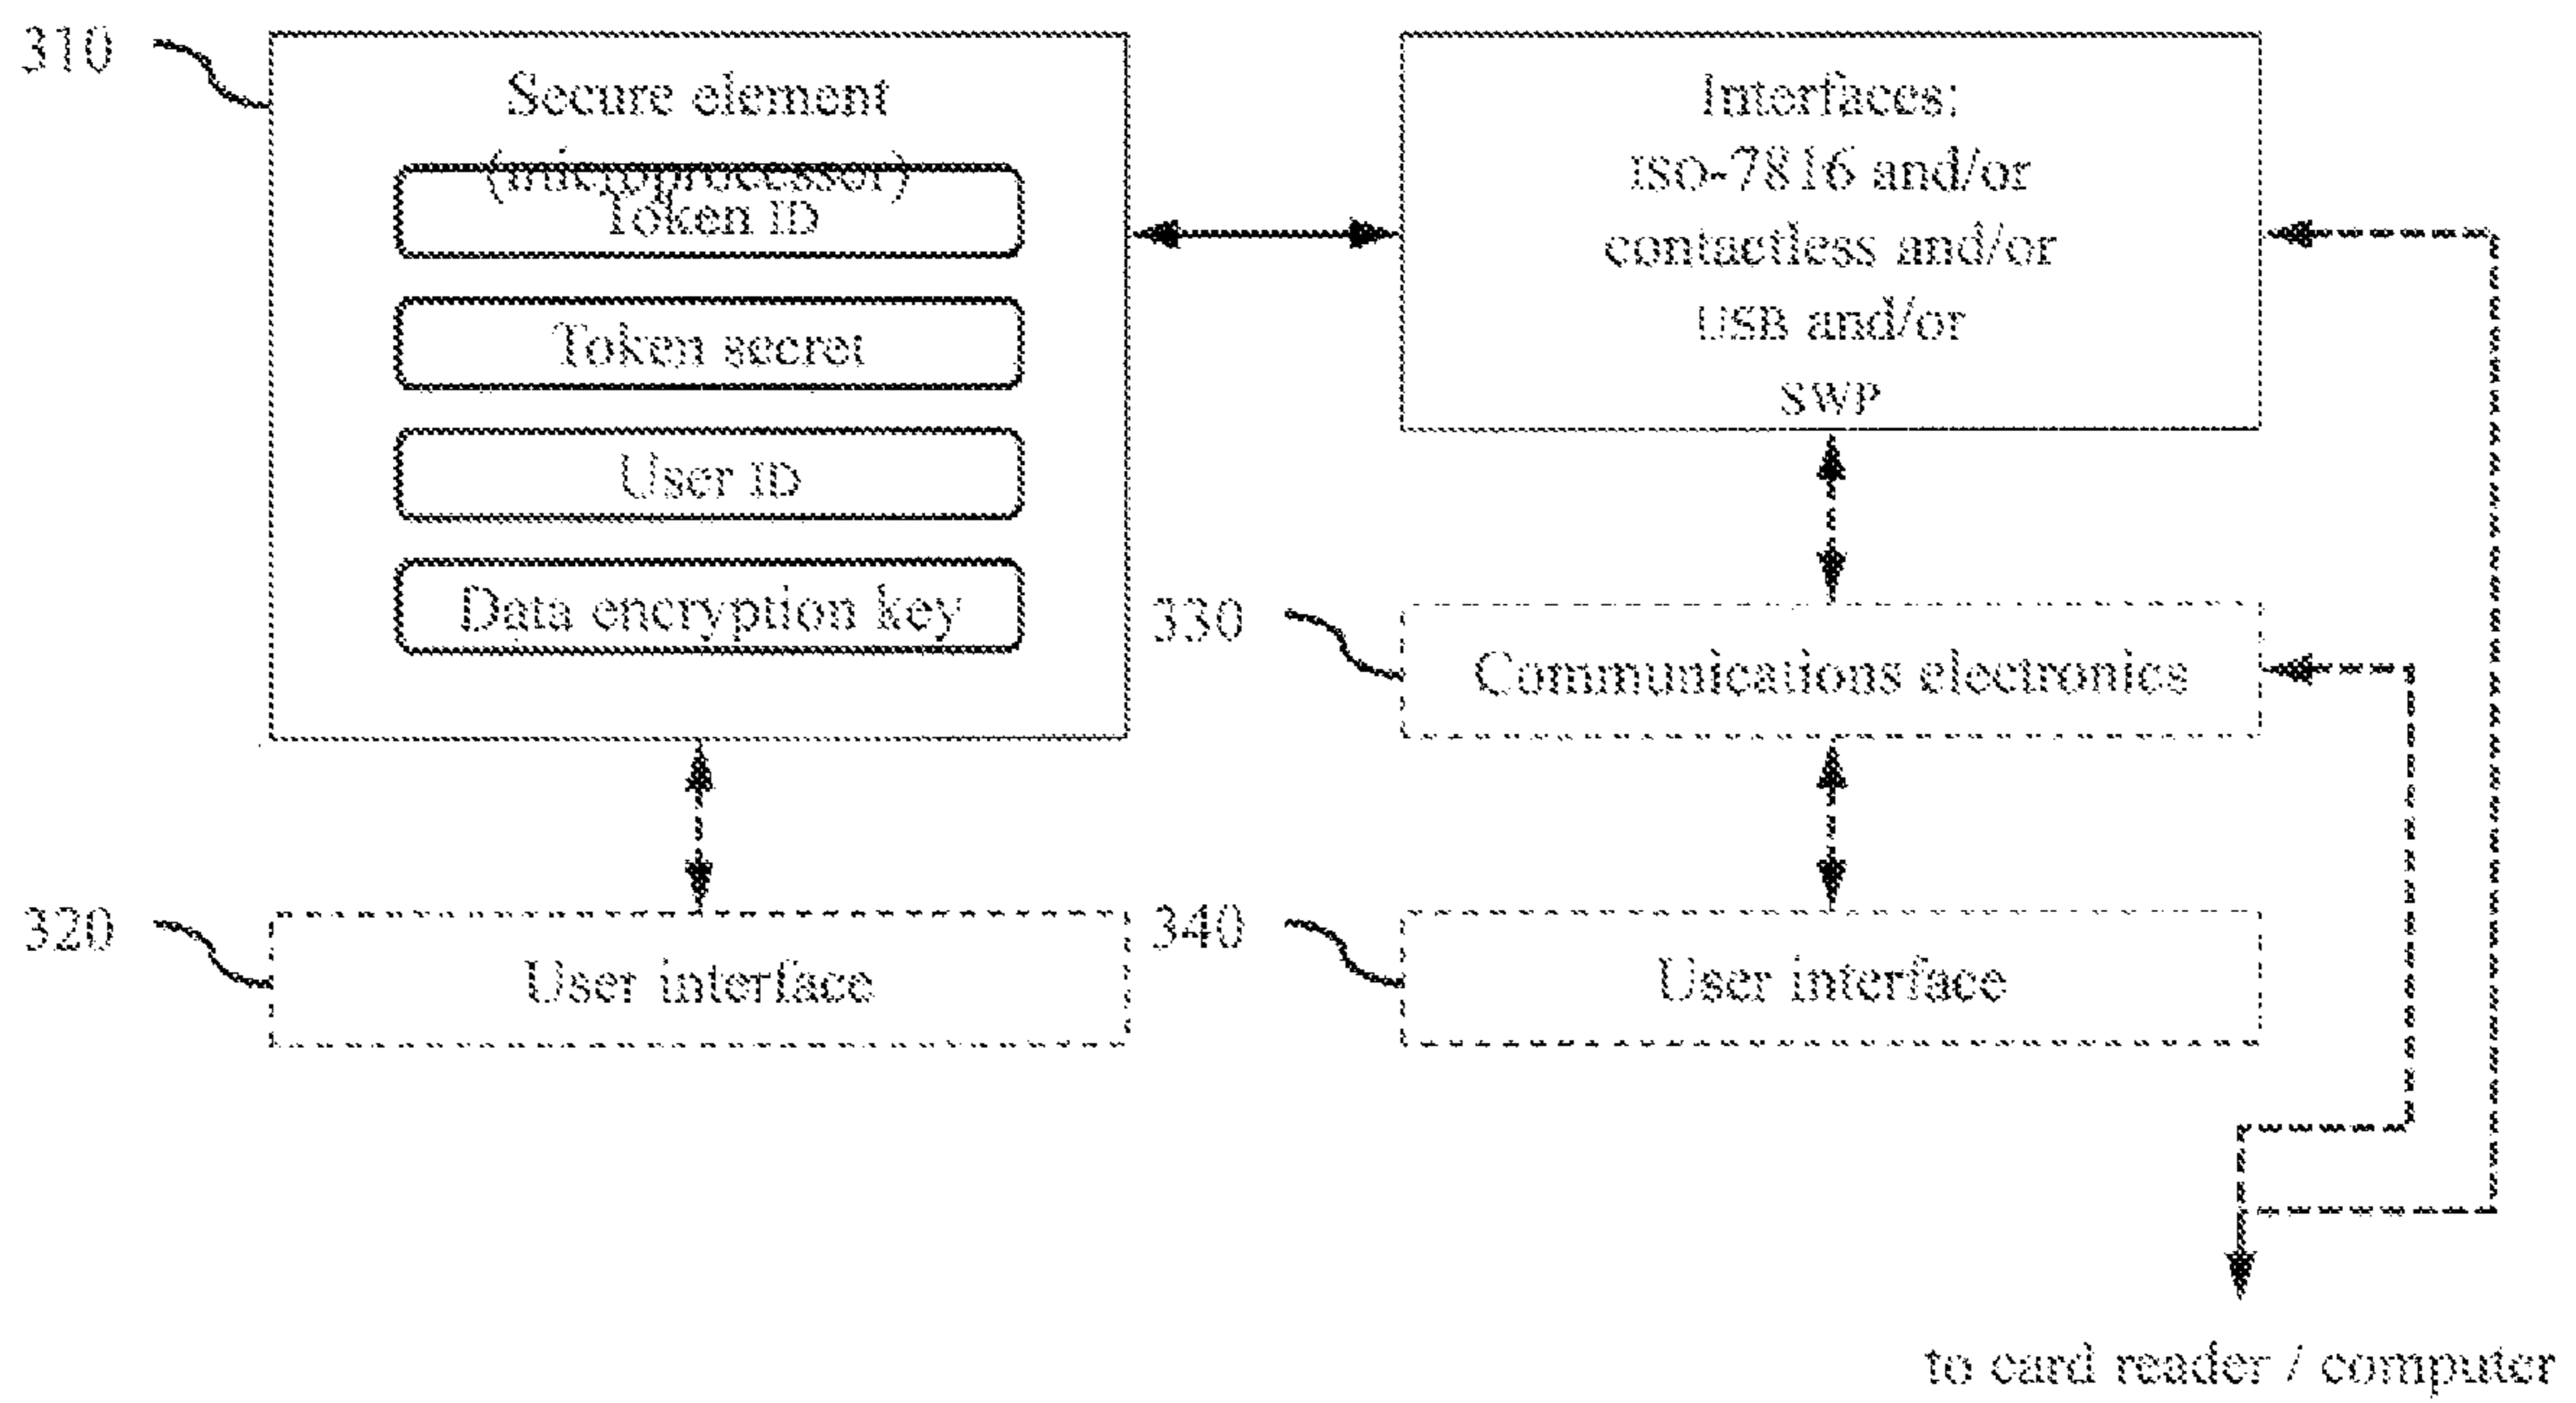 310
Secure element
(microprocessor)
Token ID
Token secret
User ID
Data encryption key
Interfaces:
ISO-7816 and/or
contactless and/or
USB and/or
SWP
330
Communications electronics
320
User interface
340
User interface
to card reader / computer